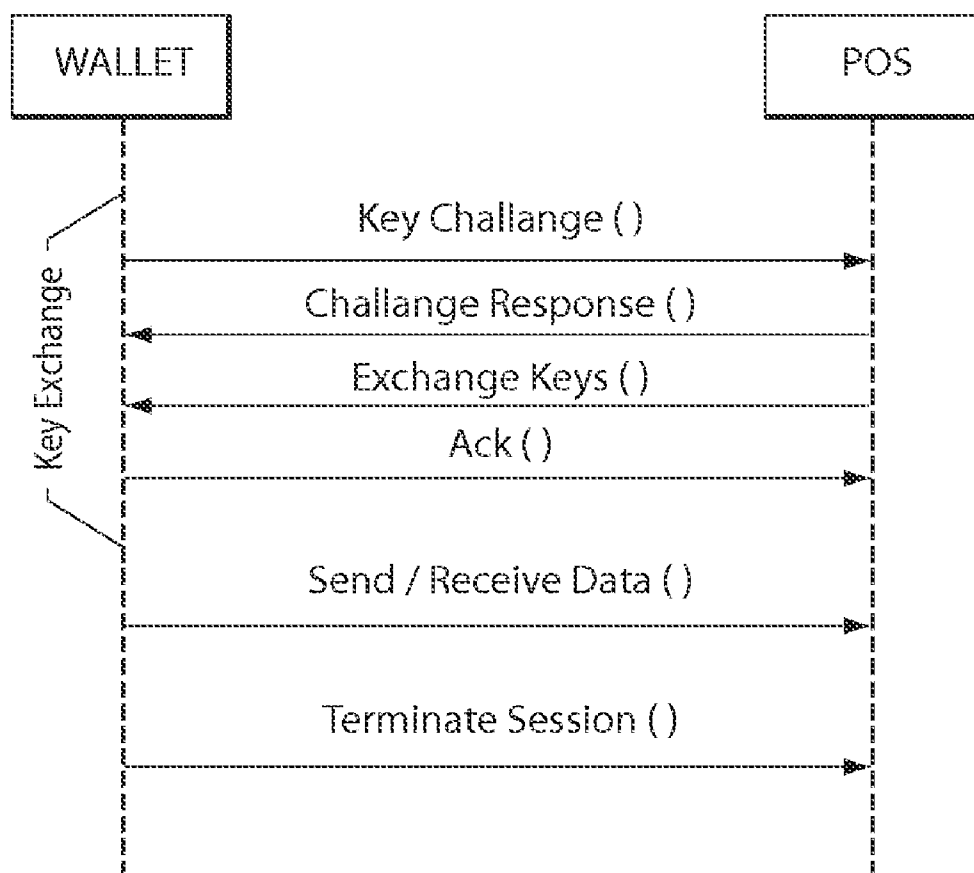 WALLET
POS
Key Challange ( )
Challange Response ( )
Exchange Keys ( )
Ack ( )
Key Exchange
Send / Receive Data ( )
Terminate Session ( )